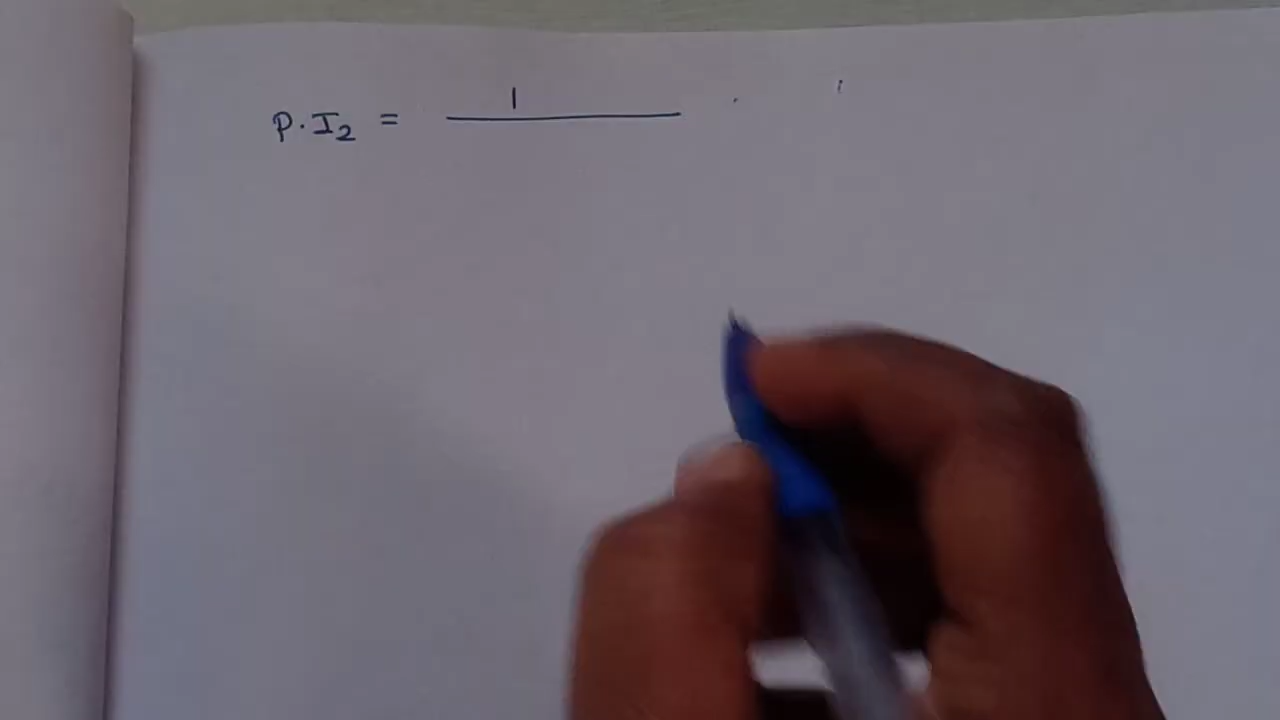 P.I₂ = 1/